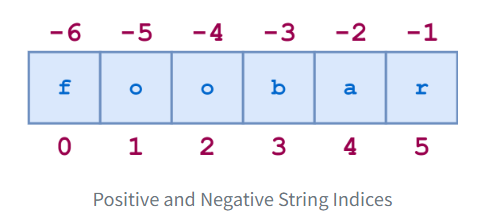 -6 -5 -4 -3 -2 -1
f o o b a r
0 1 2 3 4 5
Positive and Negative String Indices